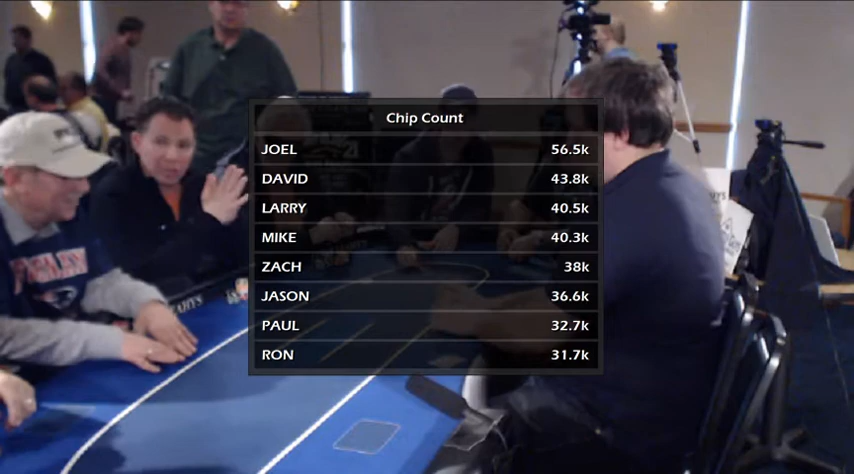 Chip Count
JOEL 56.5k
DAVID 43.8k
LARRY 40.5k
MIKE 40.3k
ZACH 38k
JASON 36.6k
PAUL 32.7k
RON 31.7k